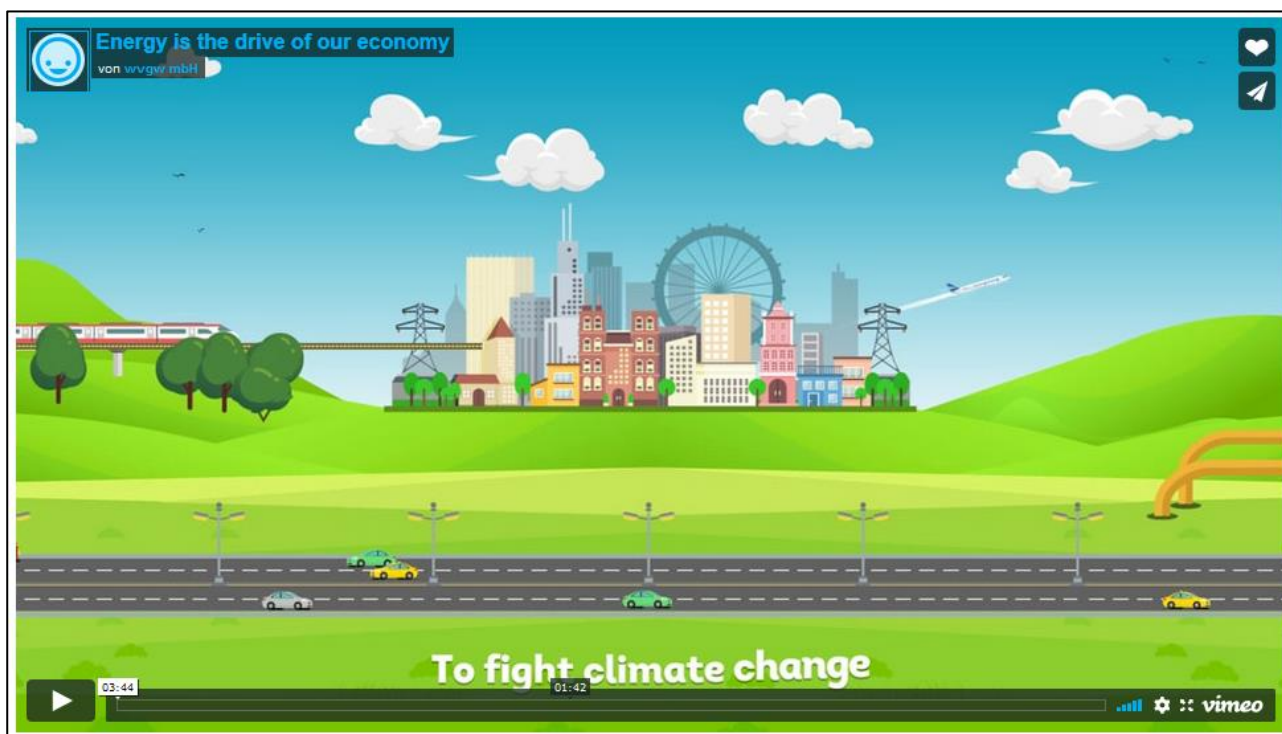 Energy is the drive of our economy
von wvgw mbH
To fight climate change
03:44
01:42
vimeo